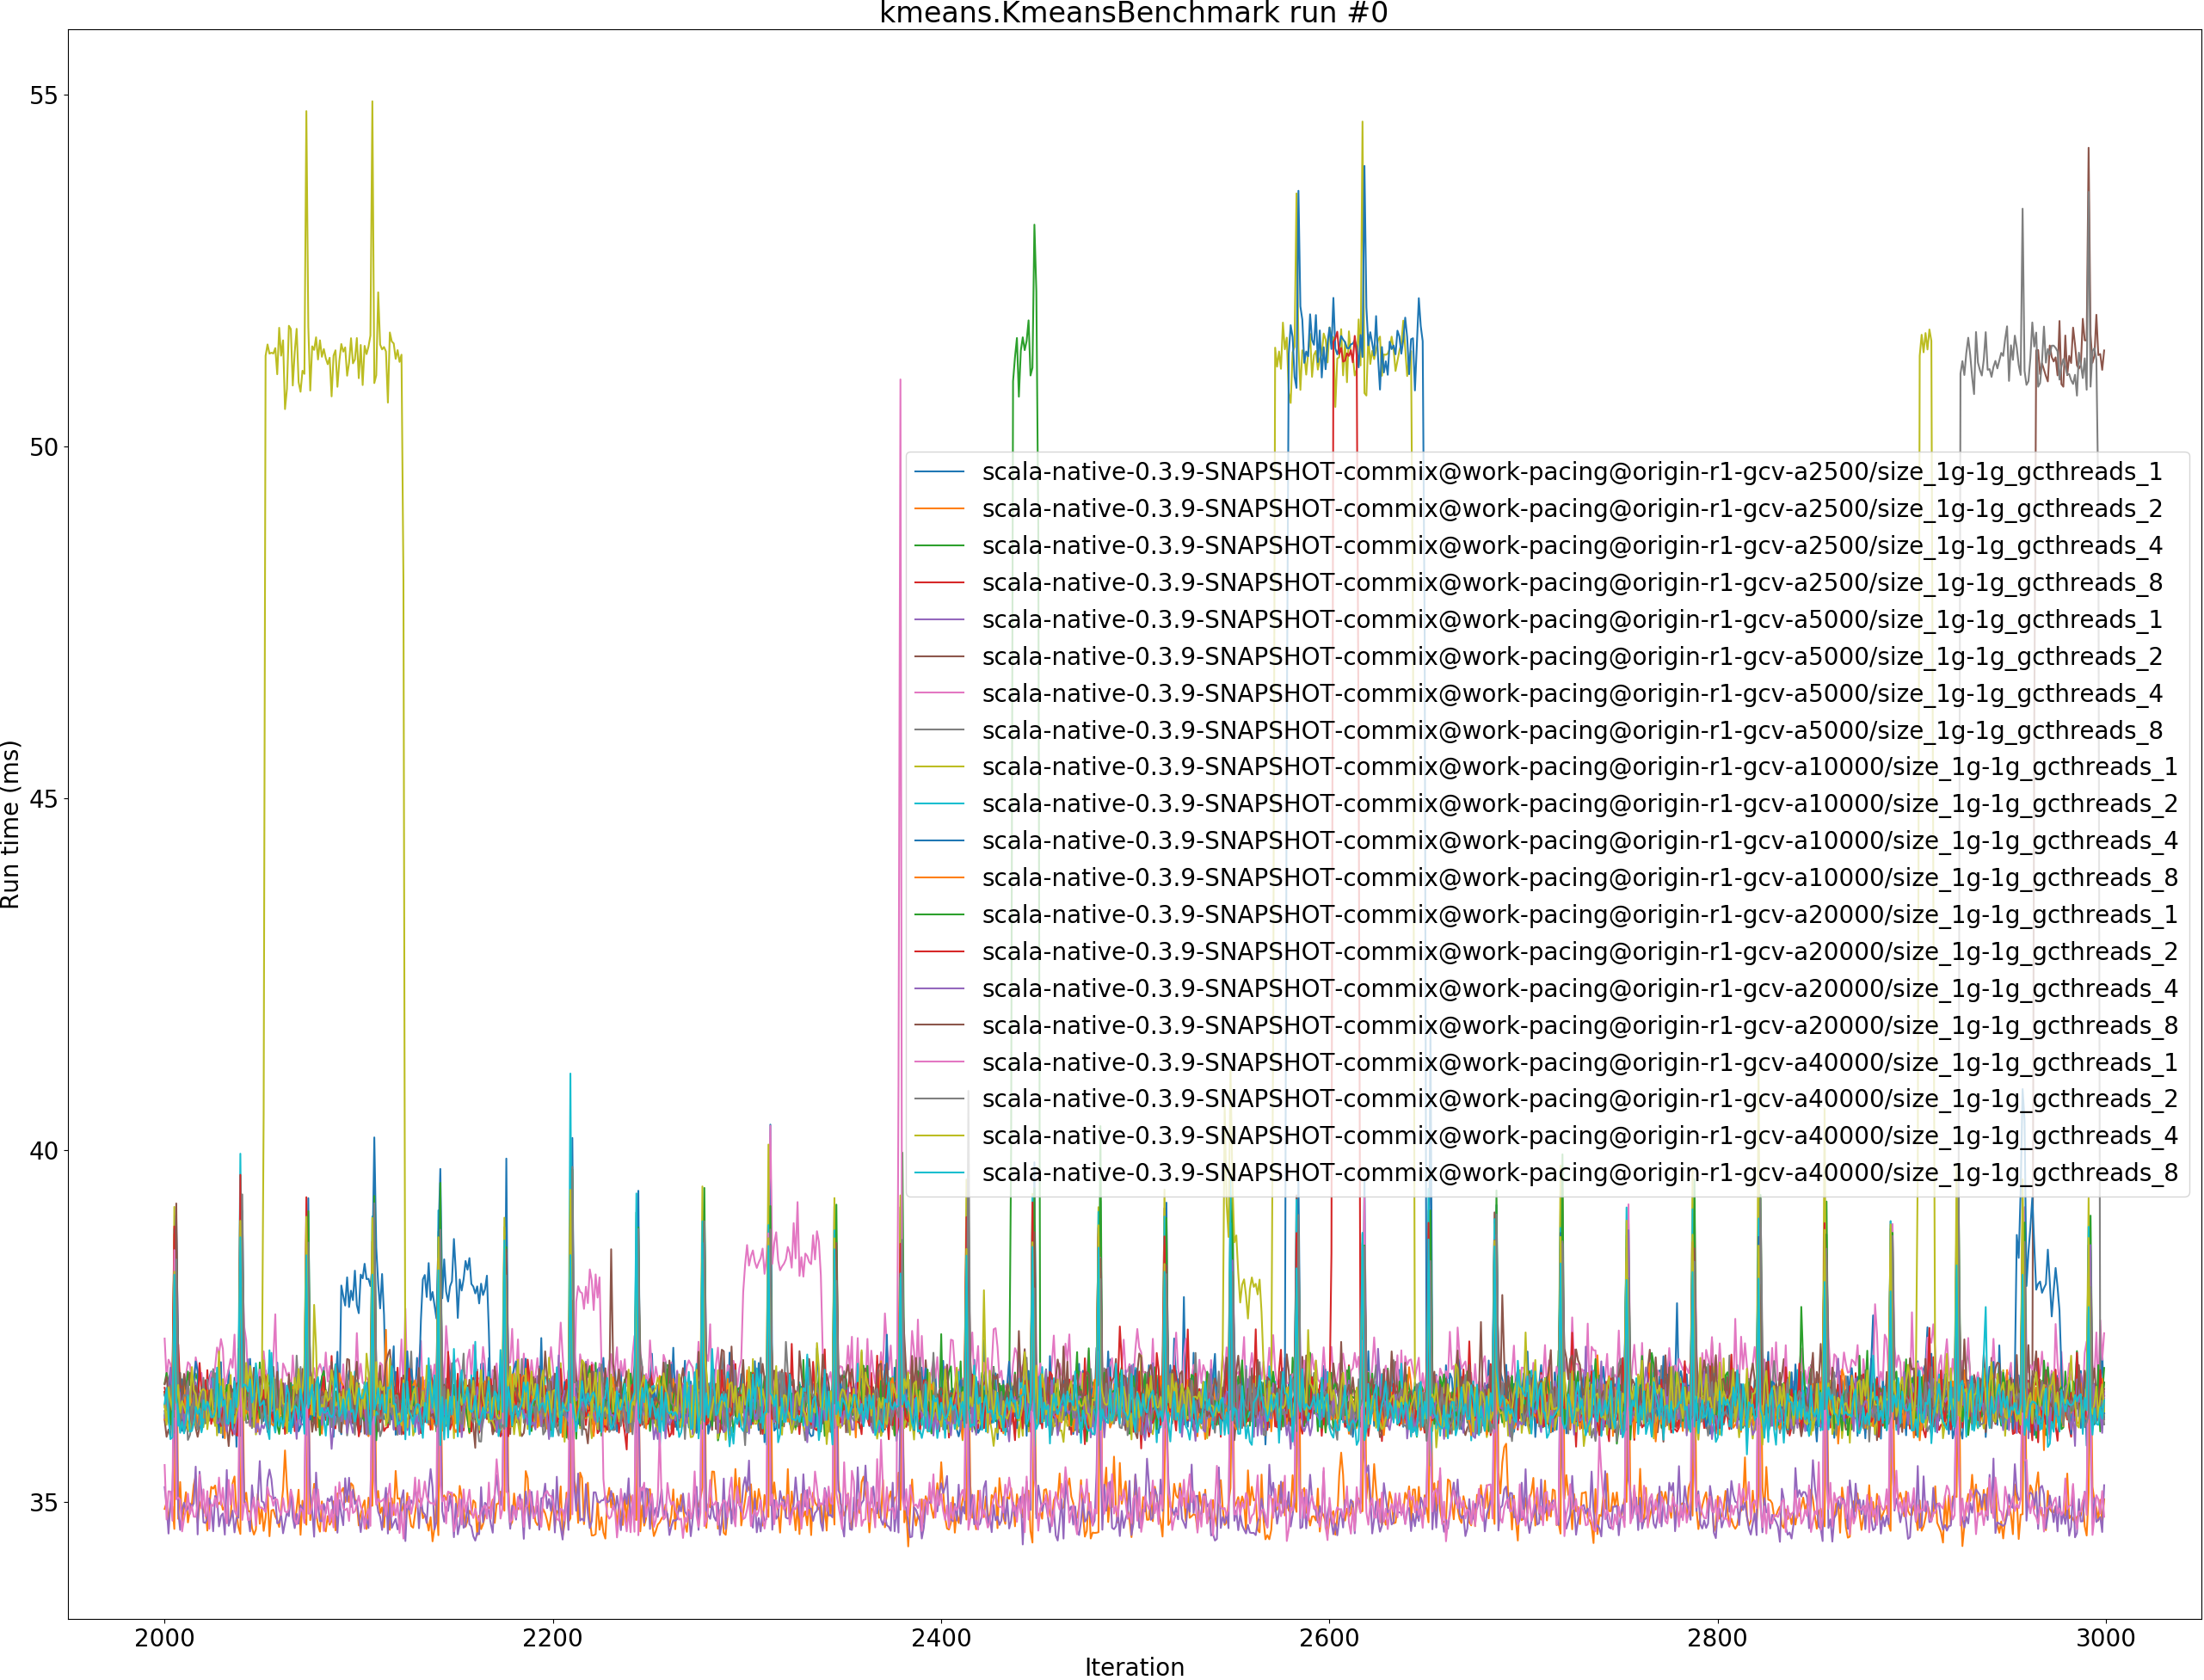 kmeans.KmeansBenchmark run #0
55
50
45
40
35
Run time (ms)
scala-native-0.3.9-SNAPSHOT-commix@work-pacing@origin-r1-gcv-a2500/size_1g-1g_gcthreads_1
scala-native-0.3.9-SNAPSHOT-commix@work-pacing@origin-r1-gcv-a2500/size_1g-1g_gcthreads_2
scala-native-0.3.9-SNAPSHOT-commix@work-pacing@origin-r1-gcv-a2500/size_1g-1g_gcthreads_4
scala-native-0.3.9-SNAPSHOT-commix@work-pacing@origin-r1-gcv-a2500/size_1g-1g_gcthreads_8
scala-native-0.3.9-SNAPSHOT-commix@work-pacing@origin-r1-gcv-a5000/size_1g-1g_gcthreads_1
scala-native-0.3.9-SNAPSHOT-commix@work-pacing@origin-r1-gcv-a5000/size_1g-1g_gcthreads_2
scala-native-0.3.9-SNAPSHOT-commix@work-pacing@origin-r1-gcv-a5000/size_1g-1g_gcthreads_4
scala-native-0.3.9-SNAPSHOT-commix@work-pacing@origin-r1-gcv-a5000/size_1g-1g_gcthreads_8
scala-native-0.3.9-SNAPSHOT-commix@work-pacing@origin-r1-gcv-a10000/size_1g-1g_gcthreads_1
scala-native-0.3.9-SNAPSHOT-commix@work-pacing@origin-r1-gcv-a10000/size_1g-1g_gcthreads_2
scala-native-0.3.9-SNAPSHOT-commix@work-pacing@origin-r1-gcv-a10000/size_1g-1g_gcthreads_4
scala-native-0.3.9-SNAPSHOT-commix@work-pacing@origin-r1-gcv-a10000/size_1g-1g_gcthreads_8
scala-native-0.3.9-SNAPSHOT-commix@work-pacing@origin-r1-gcv-a20000/size_1g-1g_gcthreads_1
scala-native-0.3.9-SNAPSHOT-commix@work-pacing@origin-r1-gcv-a20000/size_1g-1g_gcthreads_2
scala-native-0.3.9-SNAPSHOT-commix@work-pacing@origin-r1-gcv-a20000/size_1g-1g_gcthreads_4
scala-native-0.3.9-SNAPSHOT-commix@work-pacing@origin-r1-gcv-a20000/size_1g-1g_gcthreads_8
scala-native-0.3.9-SNAPSHOT-commix@work-pacing@origin-r1-gcv-a40000/size_1g-1g_gcthreads_1
scala-native-0.3.9-SNAPSHOT-commix@work-pacing@origin-r1-gcv-a40000/size_1g-1g_gcthreads_2
scala-native-0.3.9-SNAPSHOT-commix@work-pacing@origin-r1-gcv-a40000/size_1g-1g_gcthreads_4
scala-native-0.3.9-SNAPSHOT-commix@work-pacing@origin-r1-gcv-a40000/size_1g-1g_gcthreads_8
2000 2200 2400 2600 2800 3000
Iteration